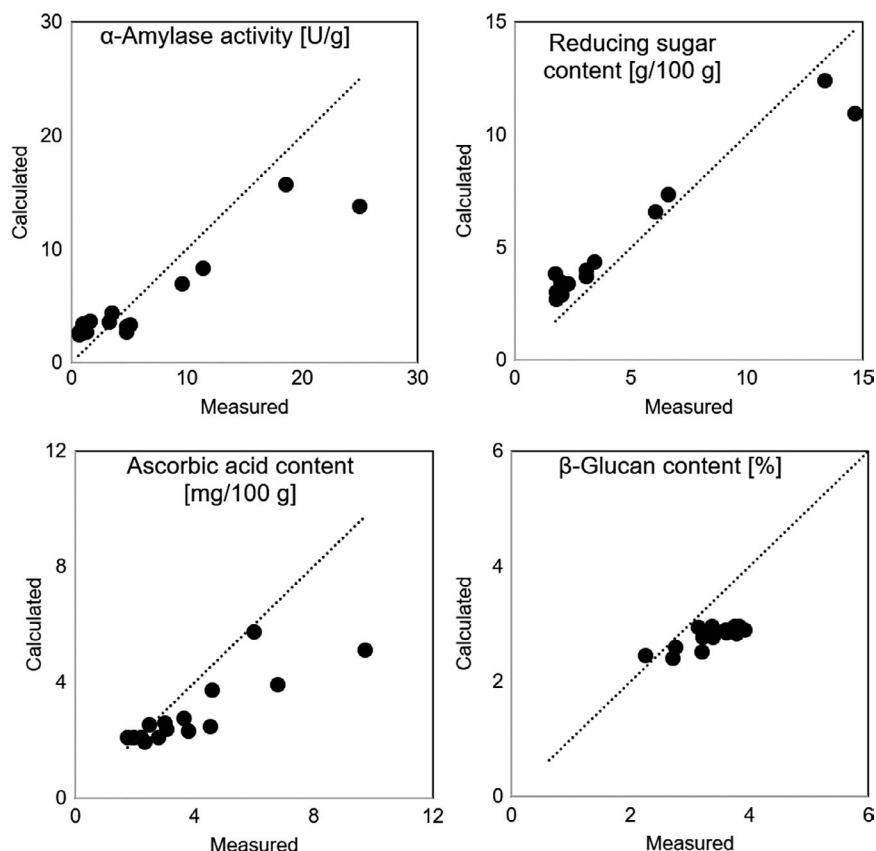 α-Amylase activity [U/g]
30
20
10
0
0
10
20
30
Calculated
Measured
Reducing sugar
content [g/100 g]
15
10
5
0
0
5
10
15
Calculated
Measured
Ascorbic acid content
[mg/100 g]
12
8
4
0
0
4
8
12
Calculated
Measured
β-Glucan content [%]
6
4
2
0
0
2
4
6
Calculated
Measured